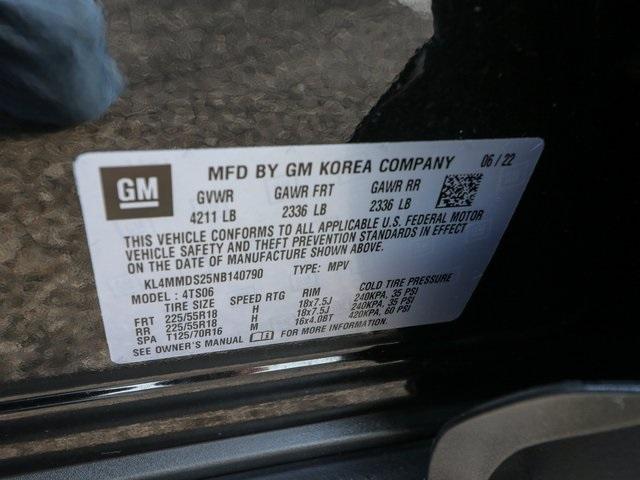 GM
MFD BY GM KOREA COMPANY 06 / 22
GVWR GAWR FRT GAWR RR
4211 LB 2336 LB 2336 LB
THIS VEHICLE CONFORMS TO ALL APPLICABLE U.S. FEDERAL MOTOR
VEHICLE SAFETY AND THEFT PREVENTION STANDARDS IN EFFECT
ON THE DATE OF MANUFACTURE SHOWN ABOVE.
KL4MMDS25NB140790 TYPE: MPV
MODEL : 4TS06
TIRE SIZE SPEED RTG RIM COLD TIRE PRESSURE
FRT 225/55R18 H 18x7.5J 240KPA, 35 PSI
RR 225/55R18 H 18x7.5J 240KPA, 35 PSI
SPA T125/70R16 M 16x4.0BT 420KPA, 60 PSI
SEE OWNER'S MANUAL FOR MORE INFORMATION.